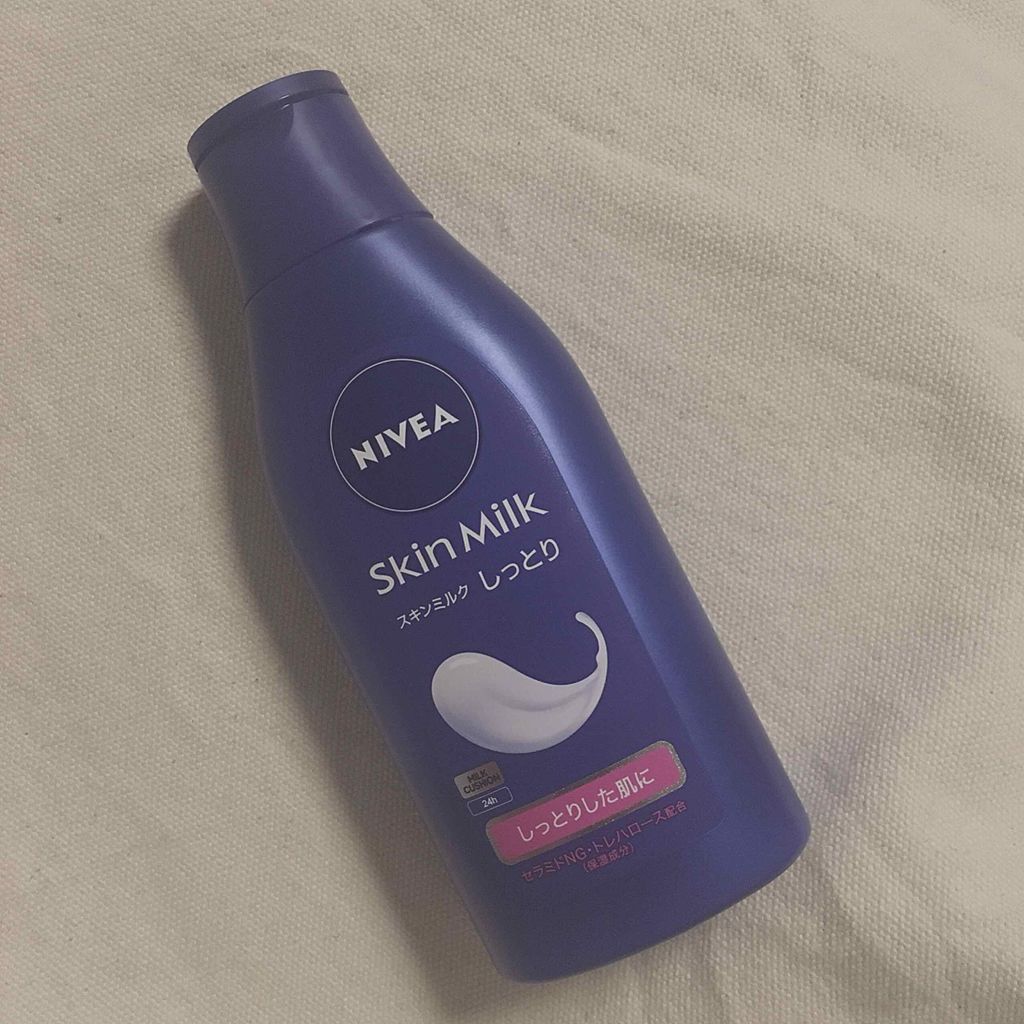 NIVEA
Skin Milk
スキンミルク しっとり
MILK
CUSHION
24h
しっとりした肌に
セラミドNG・トレハロース配合
(保湿成分)